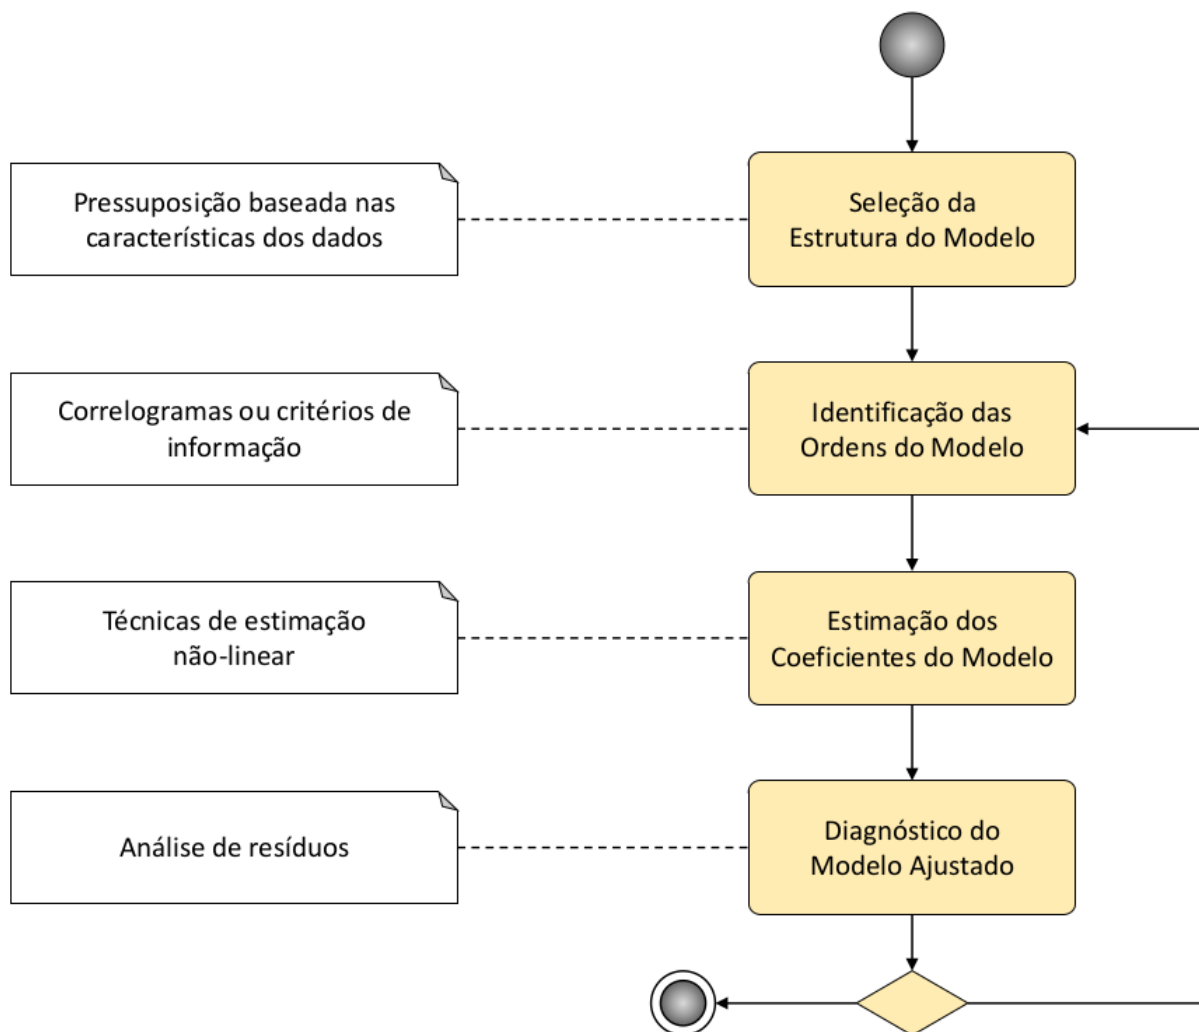 Pressuposição baseada nas
características dos dados
Seleção da
Estrutura do Modelo
Correlogramas ou critérios de
informação
Identificação das
Ordens do Modelo
Técnicas de estimação
não-linear
Estimação dos
Coeficientes do Modelo
Análise de resíduos
Diagnóstico do
Modelo Ajustado